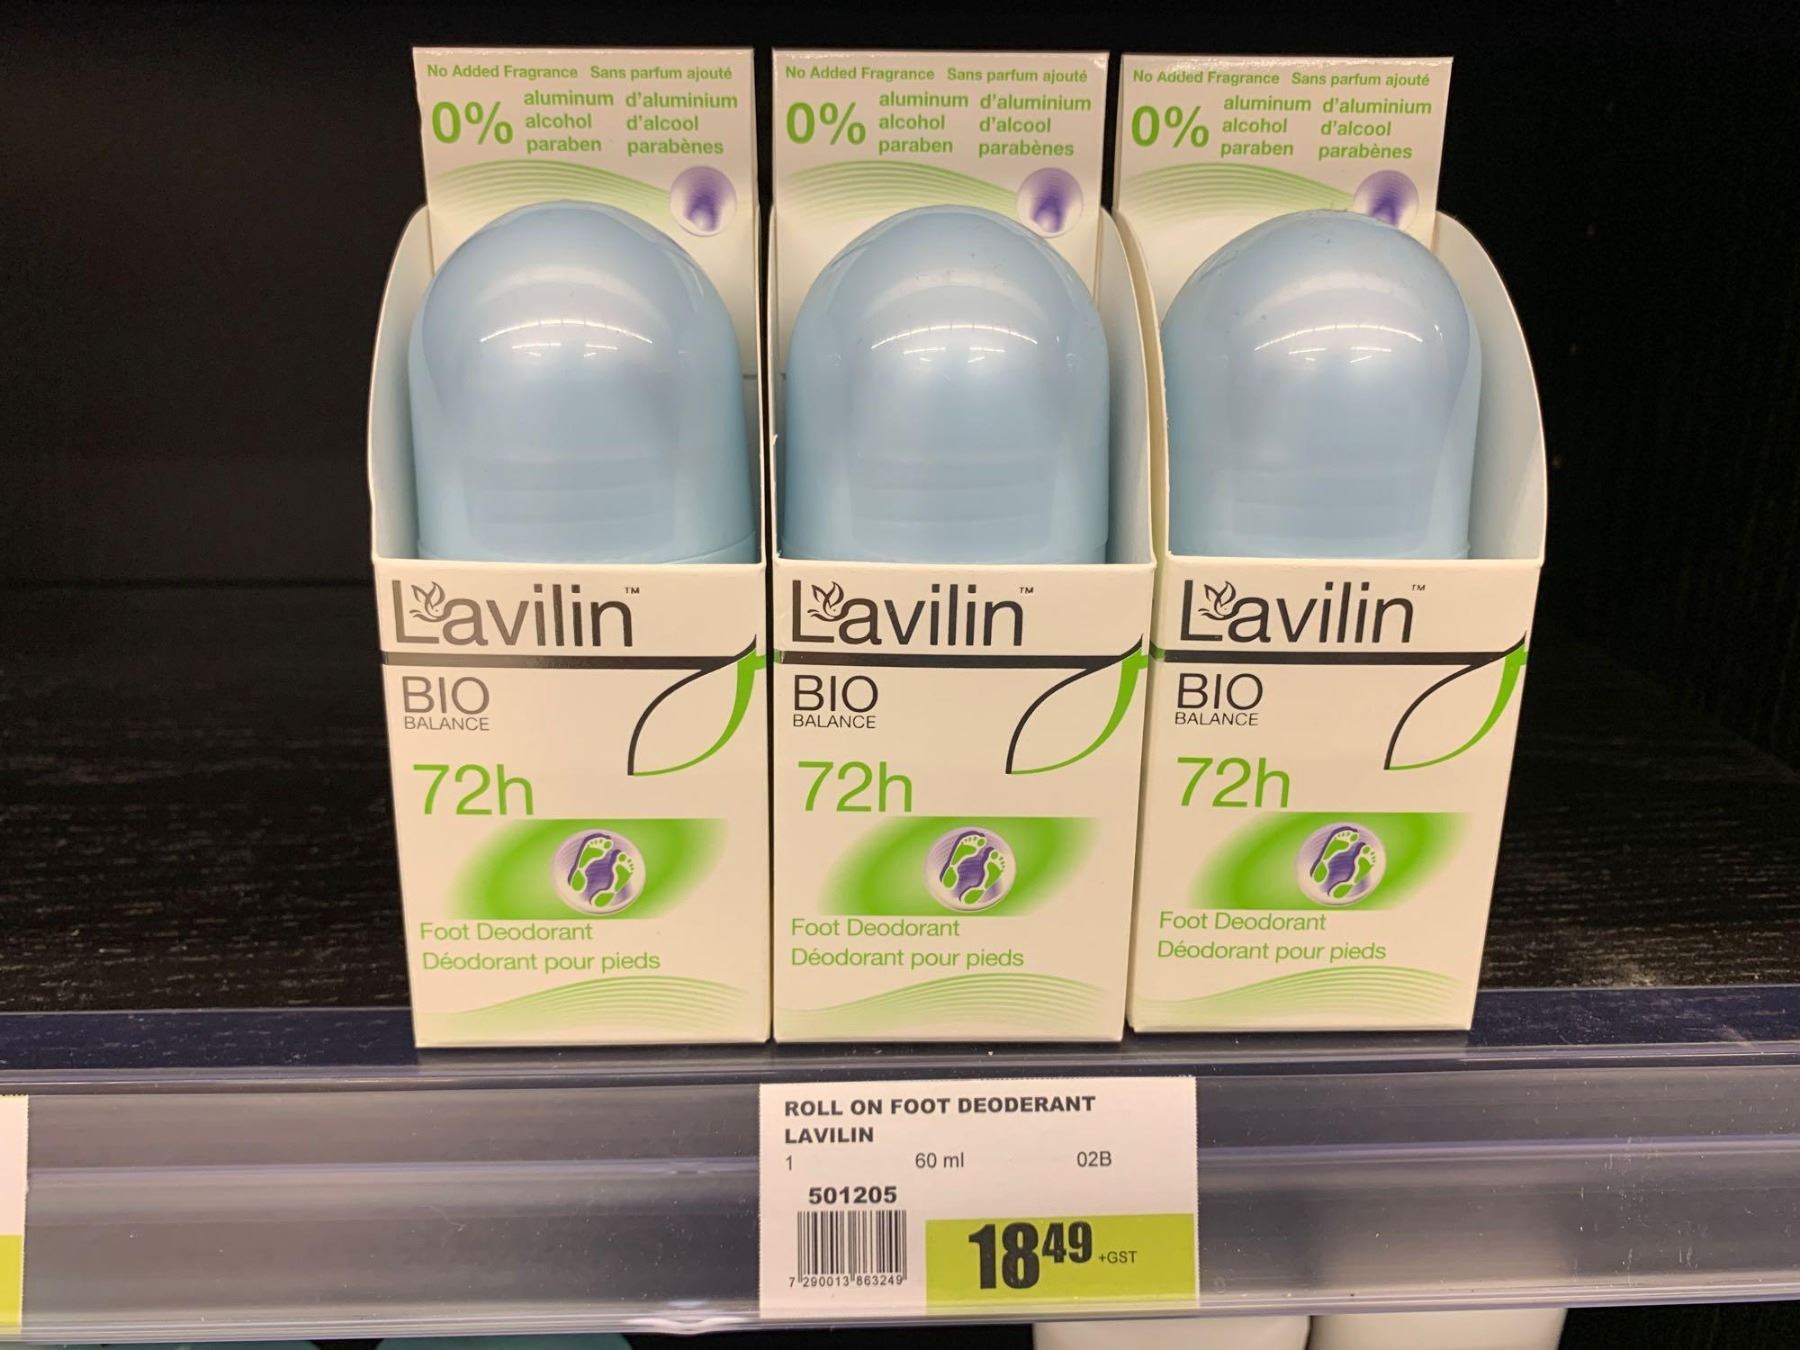 No Added Fragrance Sans parfum ajouté
0% aluminum d'aluminium
alcohol d'alcool
paraben parabènes
Lavilin™
BIO
BALANCE
72h
Foot Deodorant
Déodorant pour pieds
No Added Fragrance Sans parfum ajouté
0% aluminum d'aluminium
alcohol d'alcool
paraben parabènes
Lavilin™
BIO
BALANCE
72h
Foot Deodorant
Déodorant pour pieds
No Added Fragrance Sans parfum ajouté
0% aluminum d'aluminium
alcohol d'alcool
paraben parabènes
Lavilin™
BIO
BALANCE
72h
Foot Deodorant
Déodorant pour pieds
ROLL ON FOOT DEODERANT
LAVILIN
1 60 ml 02B
501205
7 290013 863249
18 49 +GST